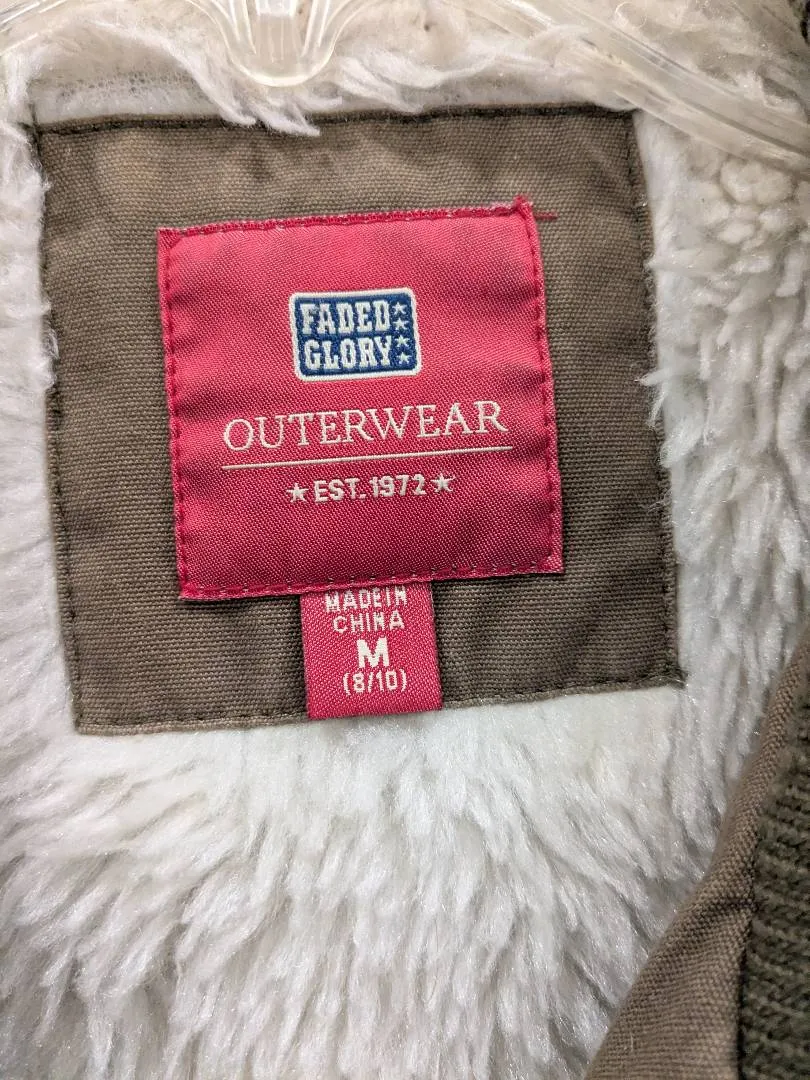 FADED
GLORY
OUTERWEAR
★EST. 1972★
MADE IN
CHINA
M
(8/10)